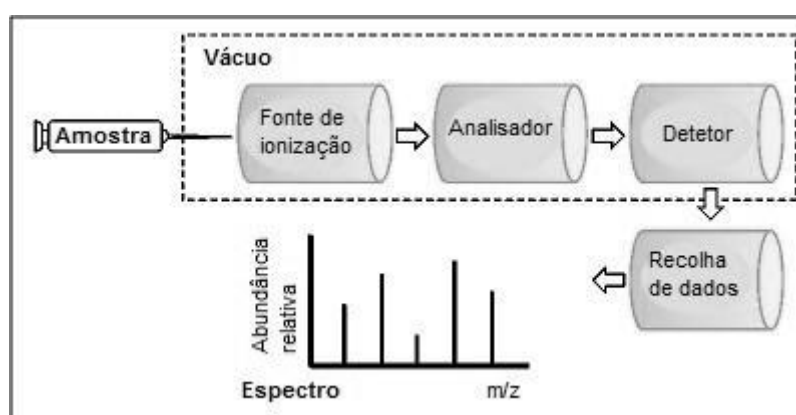 Vácuo
Amostra
Fonte de
ionização
Analisador
Detetor
Recolha
de dados
Abundância
relativa
Espectro
m/z